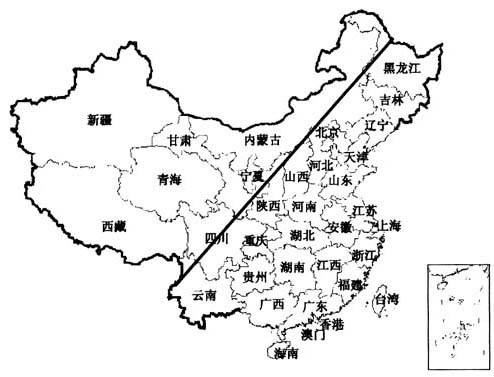 黑龙江
吉林
辽宁
新疆
甘肃
内蒙古
北京
天津
河北
宁夏
山西
山东
青海
陕西
河南
西藏
四川
重庆
湖北
安徽
江苏
上海
浙江
贵州
湖南
江西
福建
云南
广西
广东
台湾
香港
澳门
海南